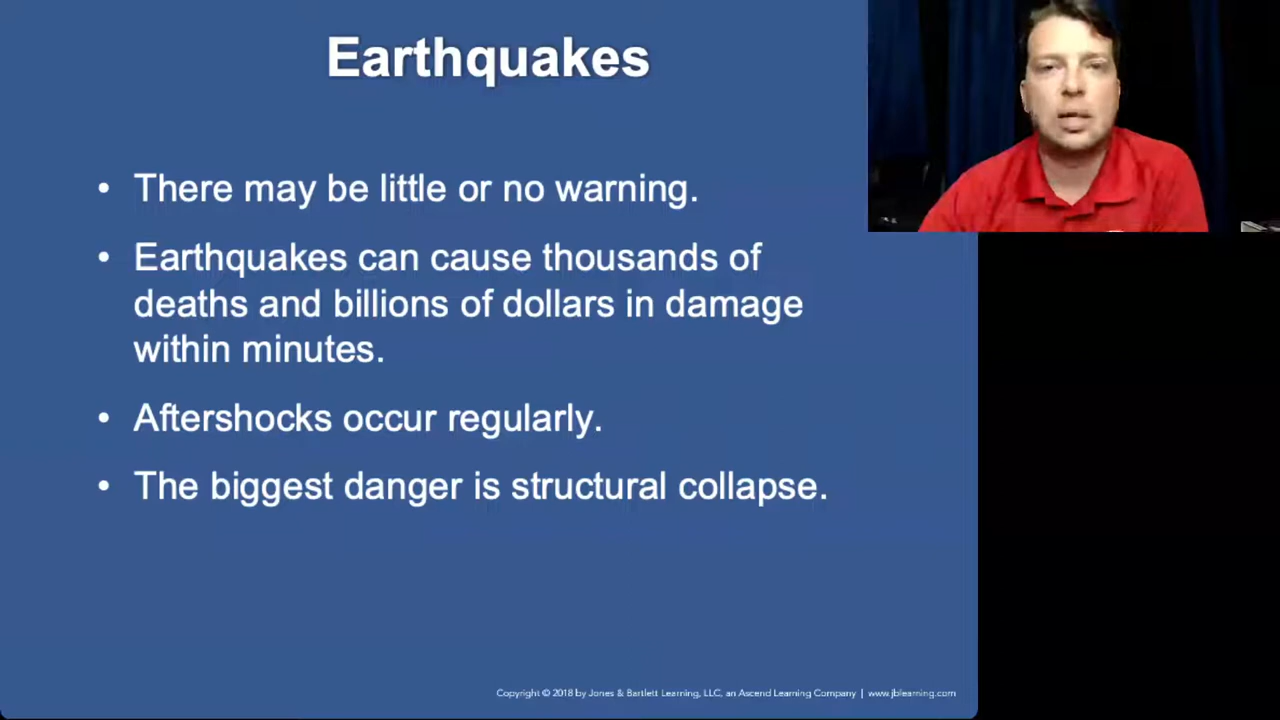 Earthquakes
• There may be little or no warning.
• Earthquakes can cause thousands of
deaths and billions of dollars in damage
within minutes.
• Aftershocks occur regularly.
• The biggest danger is structural collapse.
Copyright © 2018 by Jones & Bartlett Learning, LLC, an Ascend Learning Company | www.jblearning.com